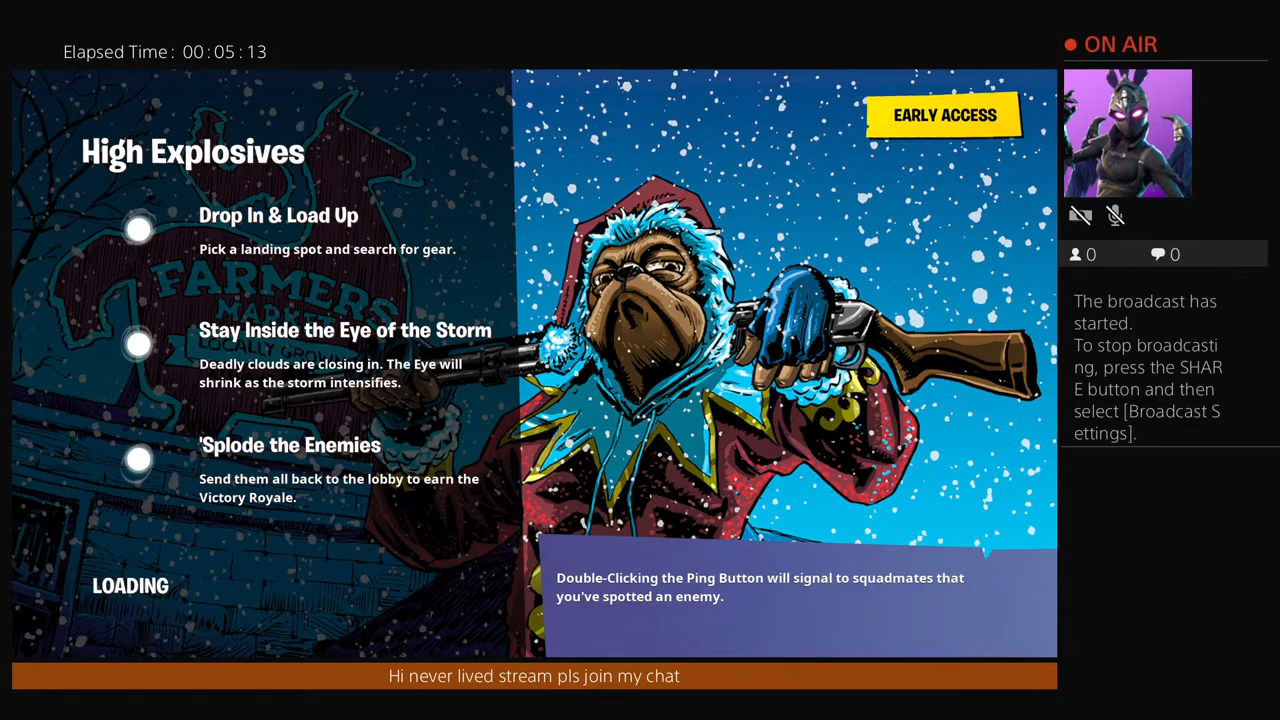 Elapsed Time: 00:05:13
ON AIR
EARLY ACCESS
High Explosives
Drop In & Load Up
Pick a landing spot and search for gear.
FARMERS
MARKET
LOCALLY GROWN
Stay Inside the Eye of the Storm
Deadly clouds are closing in. The Eye will
shrink as the storm intensifies.
'Splode the Enemies
Send them all back to the lobby to earn the
Victory Royale.
LOADING
Double-Clicking the Ping Button will signal to squadmates that
you've spotted an enemy.
0
0
The broadcast has
started.
To stop broadcasti
ng, press the SHAR
E button and then
select [Broadcast S
ettings].
Hi never lived stream pls join my chat